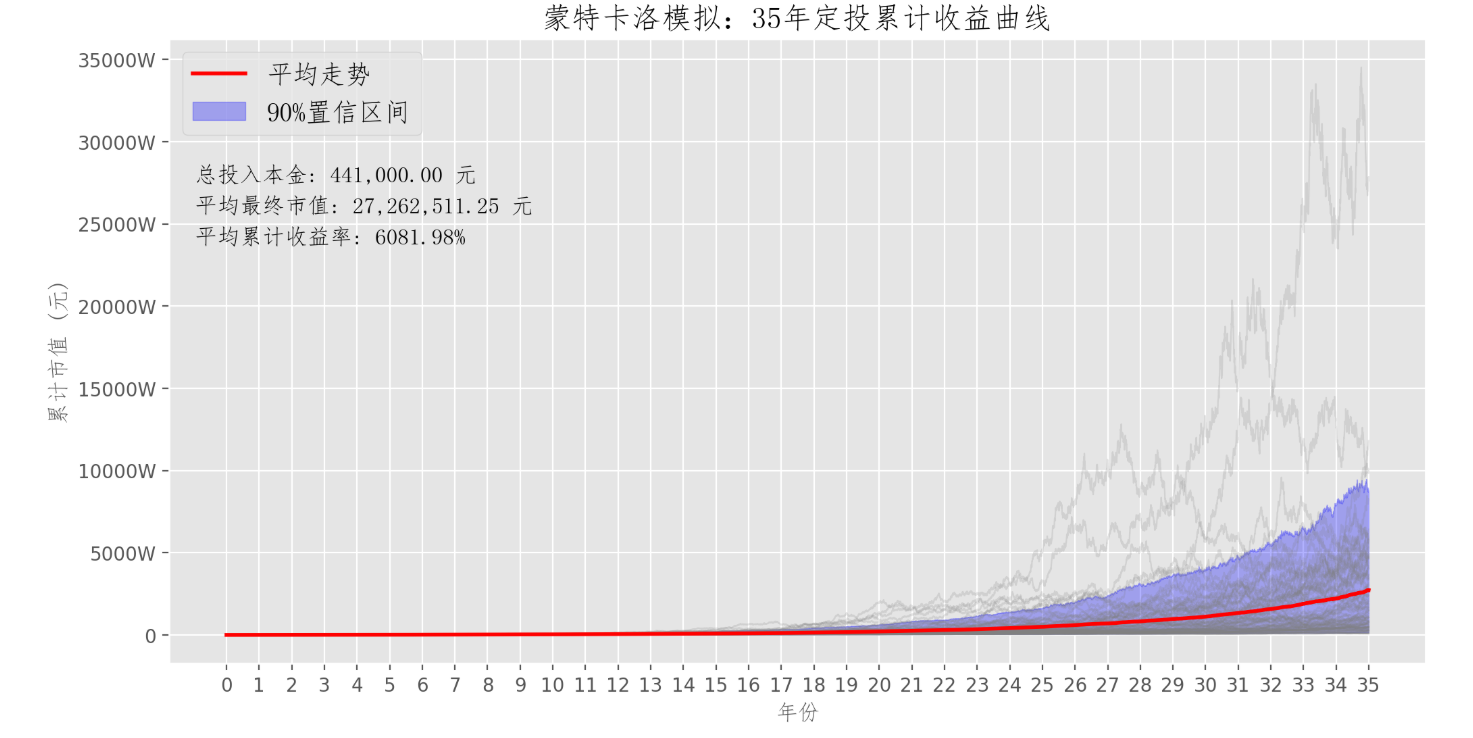 蒙特卡洛模拟：35年定投累计收益曲线
平均走势
90%置信区间
总投入本金: 441,000.00 元
平均最终市值: 27,262,511.25 元
平均累计收益率: 6081.98%
35000W
30000W
25000W
20000W
15000W
10000W
5000W
0
累计市值 (元)
0 1 2 3 4 5 6 7 8 9 10 11 12 13 14 15 16 17 18 19 20 21 22 23 24 25 26 27 28 29 30 31 32 33 34 35
年份